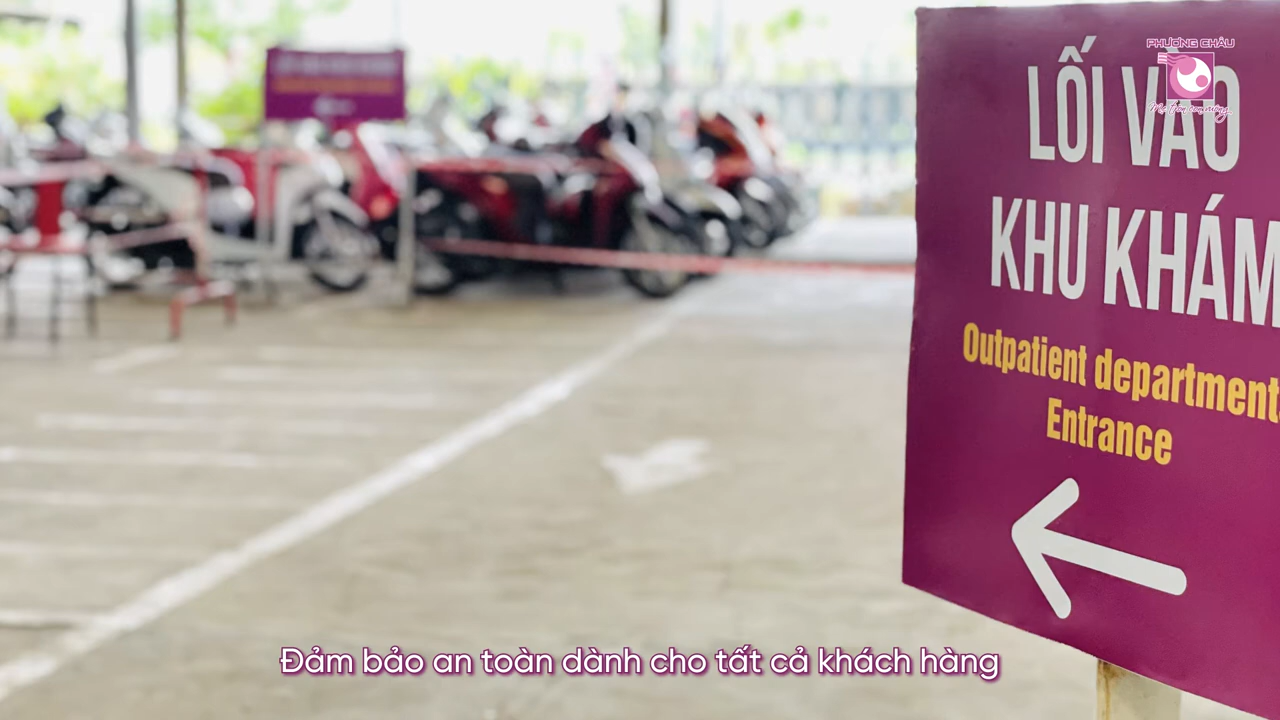 PHƯƠNG CHÂU
LỐI VÀO
KHU KHÁM
Outpatient department
Entrance
Đảm bảo an toàn dành cho tất cả khách hàng